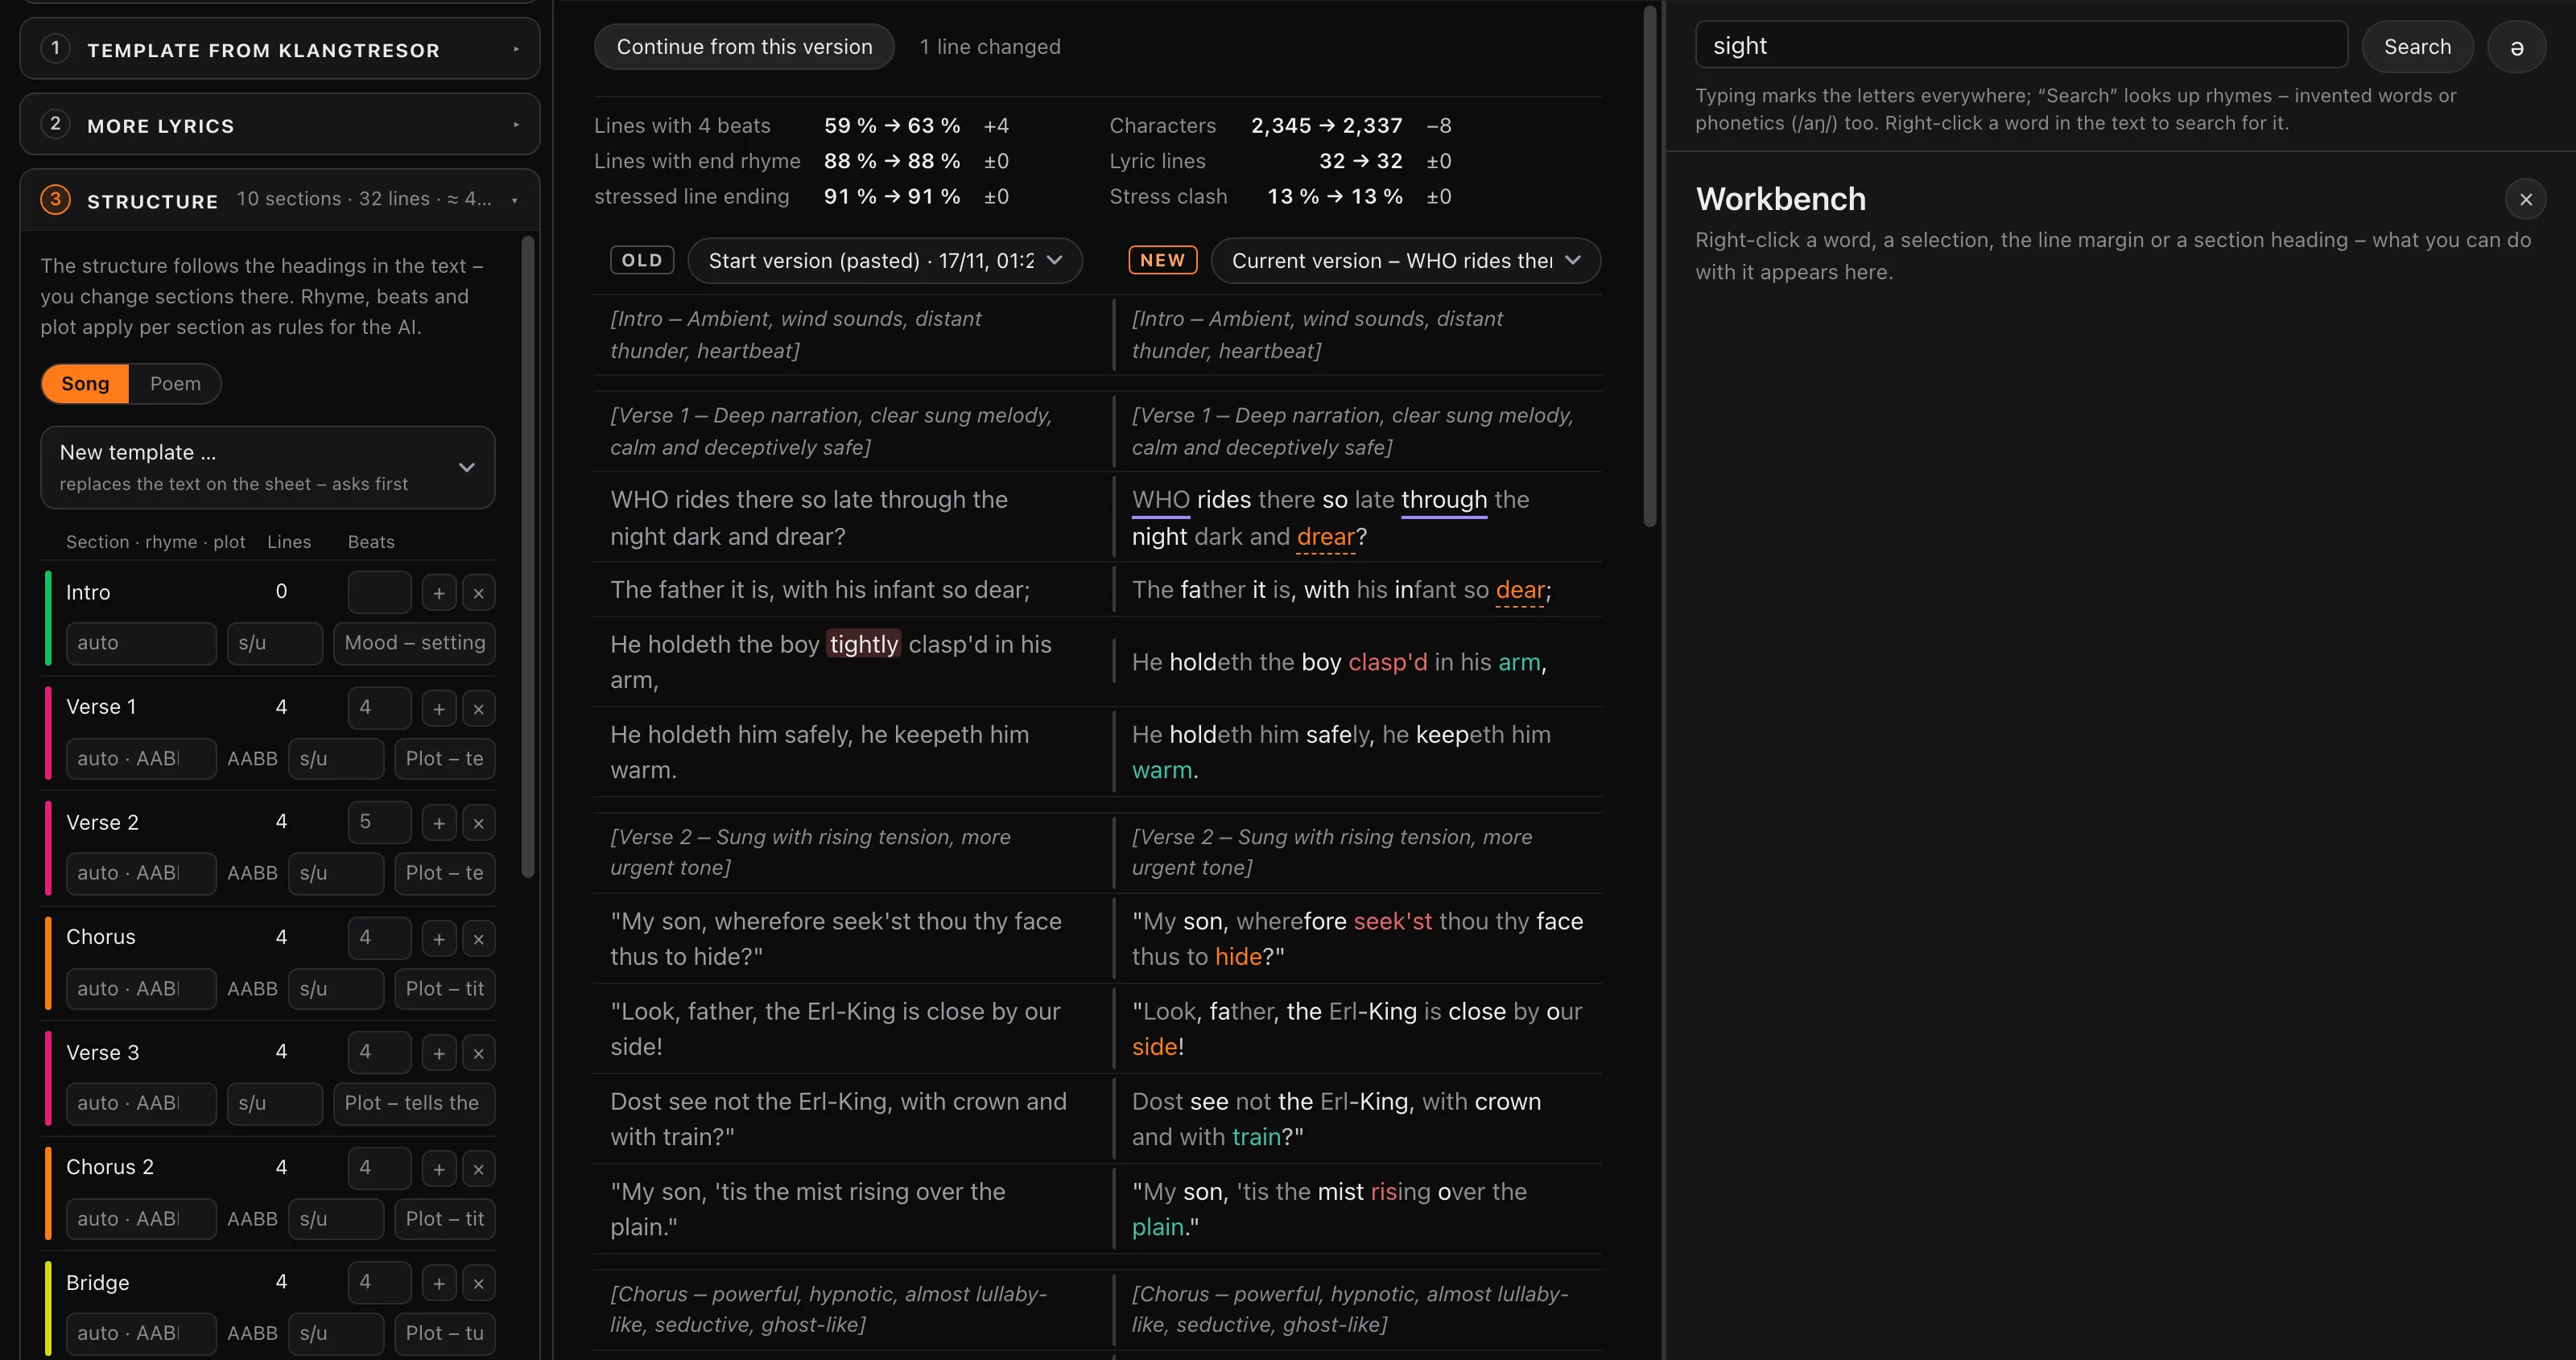 1 TEMPLATE FROM KLANGTRESOR
2 MORE LYRICS
3 STRUCTURE 10 sections · 32 lines · ≈ 4…
The structure follows the headings in the text –
you change sections there. Rhyme, beats and
plot apply per section as rules for the AI.
Song Poem
New template …
replaces the text on the sheet – asks first
Section · rhyme · plot Lines Beats
Intro 0 + ×
auto s/u Mood – setting
Verse 1 4 4 + ×
auto · AAB AABB s/u Plot – te
Verse 2 4 5 + ×
auto · AAB AABB s/u Plot – te
Chorus 4 4 + ×
auto · AAB AABB s/u Plot – tit
Verse 3 4 4 + ×
auto · AAB s/u Plot – tells the
Chorus 2 4 4 + ×
auto · AAB AABB s/u Plot – tit
Bridge 4 4 + ×
auto · AAB AABB s/u Plot – tu
Continue from this version 1 line changed
Lines with 4 beats 59 % → 63 % +4
Lines with end rhyme 88 % → 88 % ±0
stressed line ending 91 % → 91 % ±0
Characters 2,345 → 2,337 –8
Lyric lines 32 → 32 ±0
Stress clash 13 % → 13 % ±0
OLD Start version (pasted) · 17/11, 01:2
[Intro – Ambient, wind sounds, distant
thunder, heartbeat]
[Verse 1 – Deep narration, clear sung melody,
calm and deceptively safe]
WHO rides there so late through the
night dark and drear?
The father it is, with his infant so dear;
He holdeth the boy tightly clasp'd in his
arm,
He holdeth him safely, he keepeth him
warm.
[Verse 2 – Sung with rising tension, more
urgent tone]
"My son, wherefore seek'st thou thy face
thus to hide?"
"Look, father, the Erl-King is close by our
side!
Dost see not the Erl-King, with crown and
with train?"
"My son, 'tis the mist rising over the
plain."
[Chorus – powerful, hypnotic, almost lullaby-
like, seductive, ghost-like]
NEW Current version – WHO rides ther
[Intro – Ambient, wind sounds, distant
thunder, heartbeat]
[Verse 1 – Deep narration, clear sung melody,
calm and deceptively safe]
WHO rides there so late through the
night dark and drear?
The father it is, with his infant so dear;
He holdeth the boy clasp'd in his arm,
He holdeth him safely, he keepeth him
warm.
[Verse 2 – Sung with rising tension, more
urgent tone]
"My son, wherefore seek'st thou thy face
thus to hide?"
"Look, father, the Erl-King is close by our
side!
Dost see not the Erl-King, with crown
and with train?"
"My son, 'tis the mist rising over the
plain."
[Chorus – powerful, hypnotic, almost lullaby-
like, seductive, ghost-like]
sight Search ə
Typing marks the letters everywhere; “Search” looks up rhymes – invented words or
phonetics (/aŋ/) too. Right-click a word in the text to search for it.
Workbench ×
Right-click a word, a selection, the line margin or a section heading – what you can do
with it appears here.